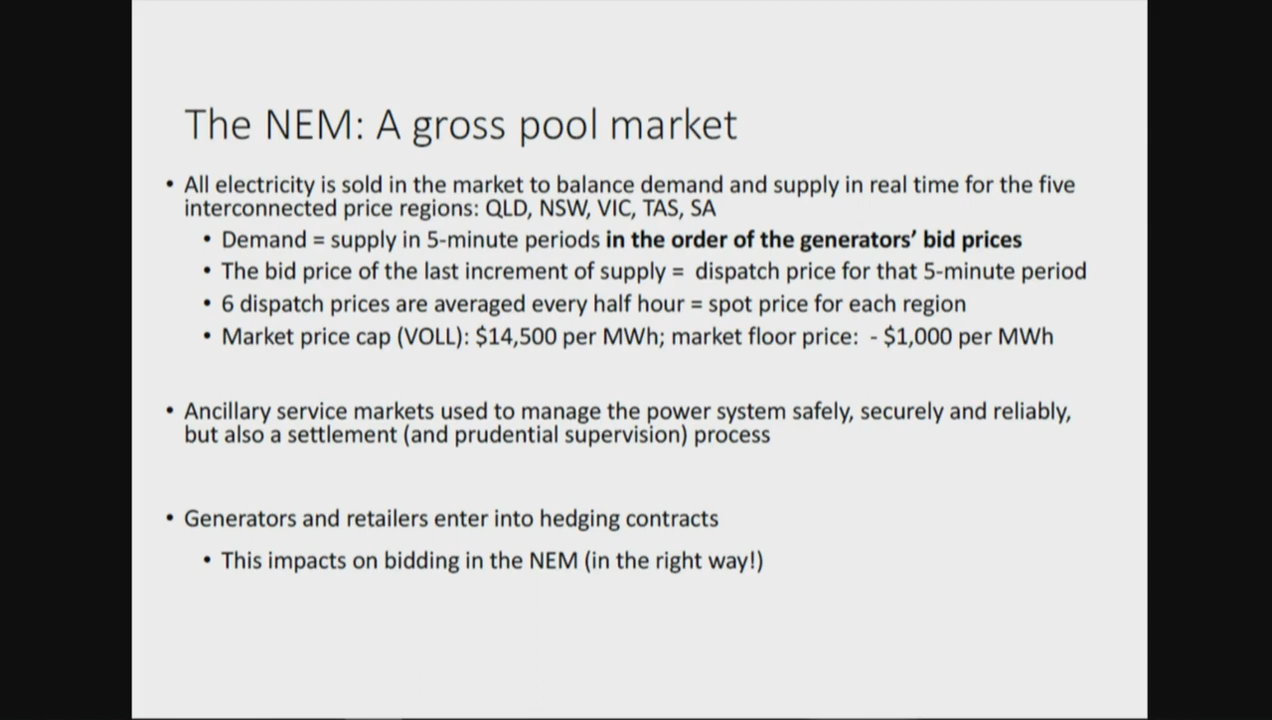 The NEM: A gross pool market
• All electricity is sold in the market to balance demand and supply in real time for the five
interconnected price regions: QLD, NSW, VIC, TAS, SA
• Demand = supply in 5-minute periods in the order of the generators’ bid prices
• The bid price of the last increment of supply = dispatch price for that 5-minute period
• 6 dispatch prices are averaged every half hour = spot price for each region
• Market price cap (VOLL): $14,500 per MWh; market floor price: - $1,000 per MWh
• Ancillary service markets used to manage the power system safely, securely and reliably,
but also a settlement (and prudential supervision) process
• Generators and retailers enter into hedging contracts
• This impacts on bidding in the NEM (in the right way!)